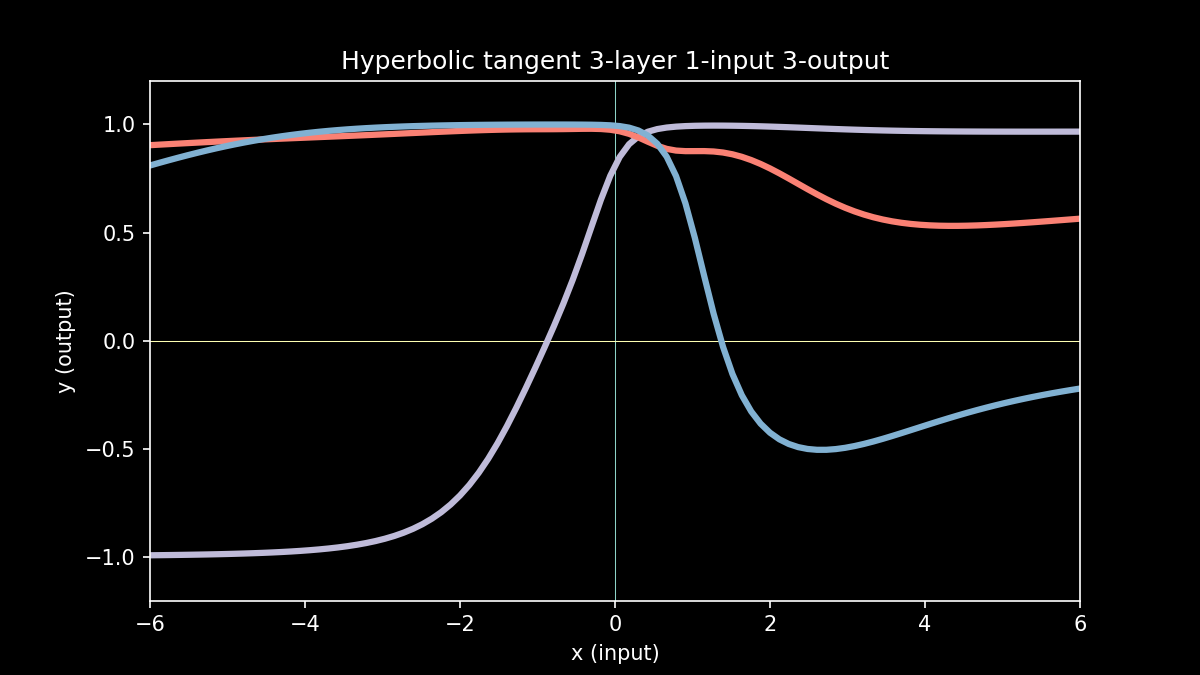 Hyperbolic tangent 3-layer 1-input 3-output
1.0
0.5
0.0
−0.5
−1.0
y (output)
−6 −4 −2 0 2 4 6
x (input)